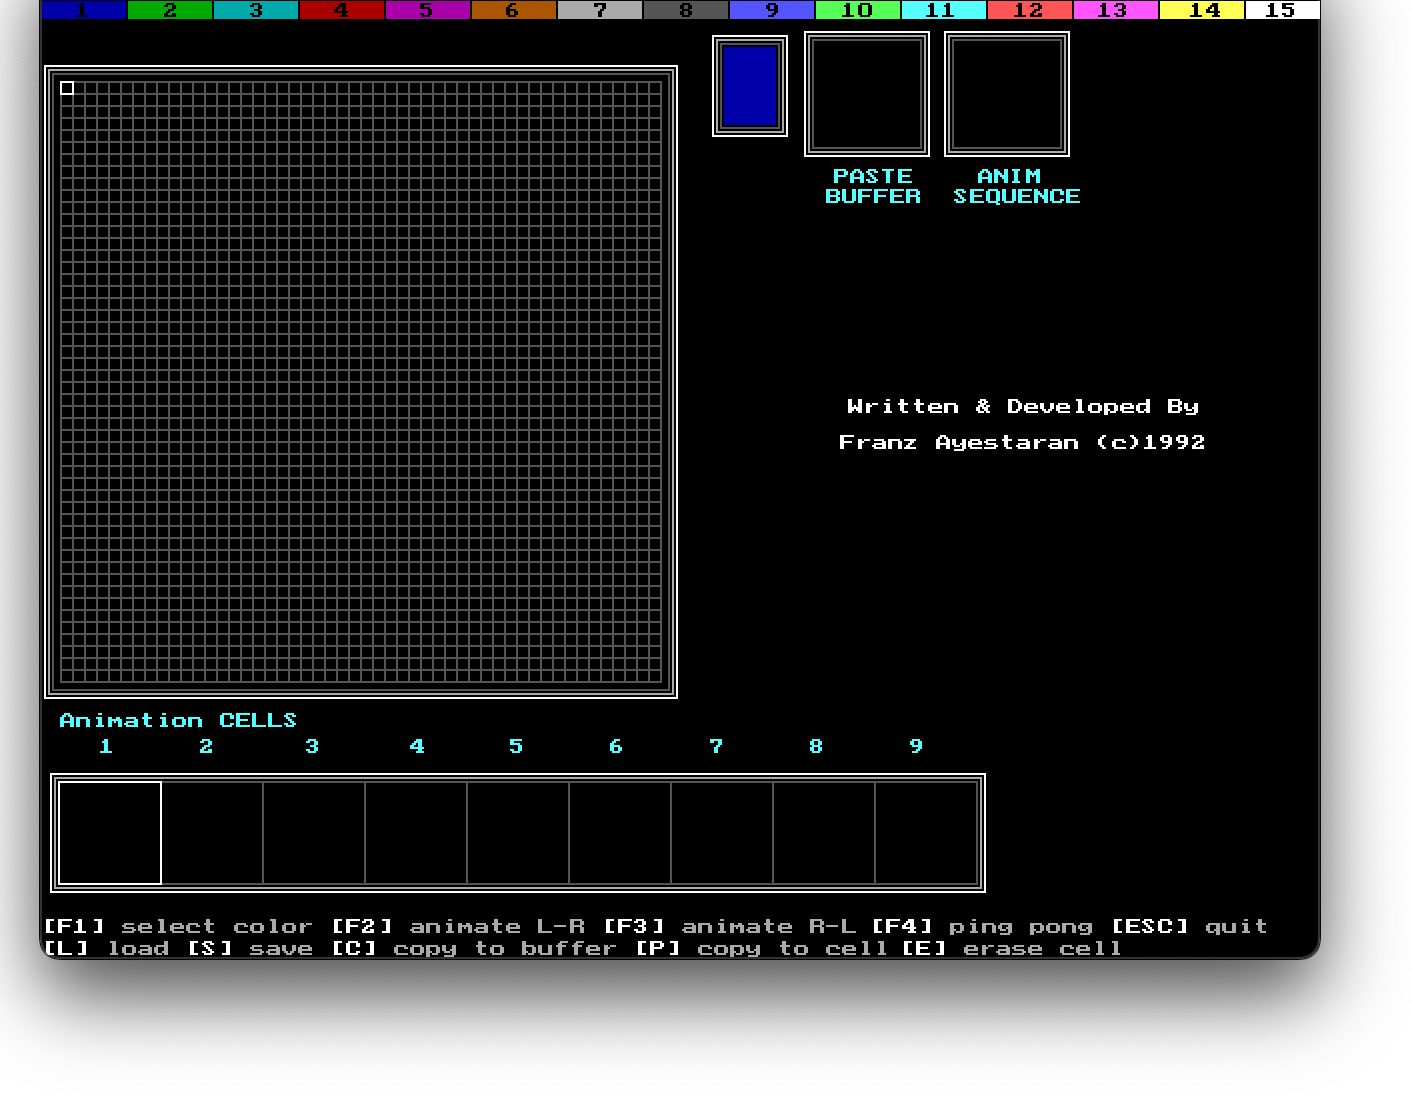 1 2 3 4 5 6 7 8 9 10 11 12 13 14 15
PASTE BUFFER
ANIM SEQUENCE
Written & Developed By
Franz Ayestaran (c)1992
Animation CELLS
1 2 3 4 5 6 7 8 9
[F1] select color [F2] animate L-R [F3] animate R-L [F4] ping pong [ESC] quit
[L] load [S] save [C] copy to buffer [P] copy to cell [E] erase cell